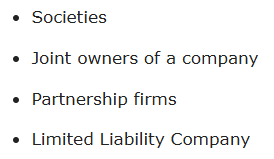 • Societies
• Joint owners of a company
• Partnership firms
• Limited Liability Company